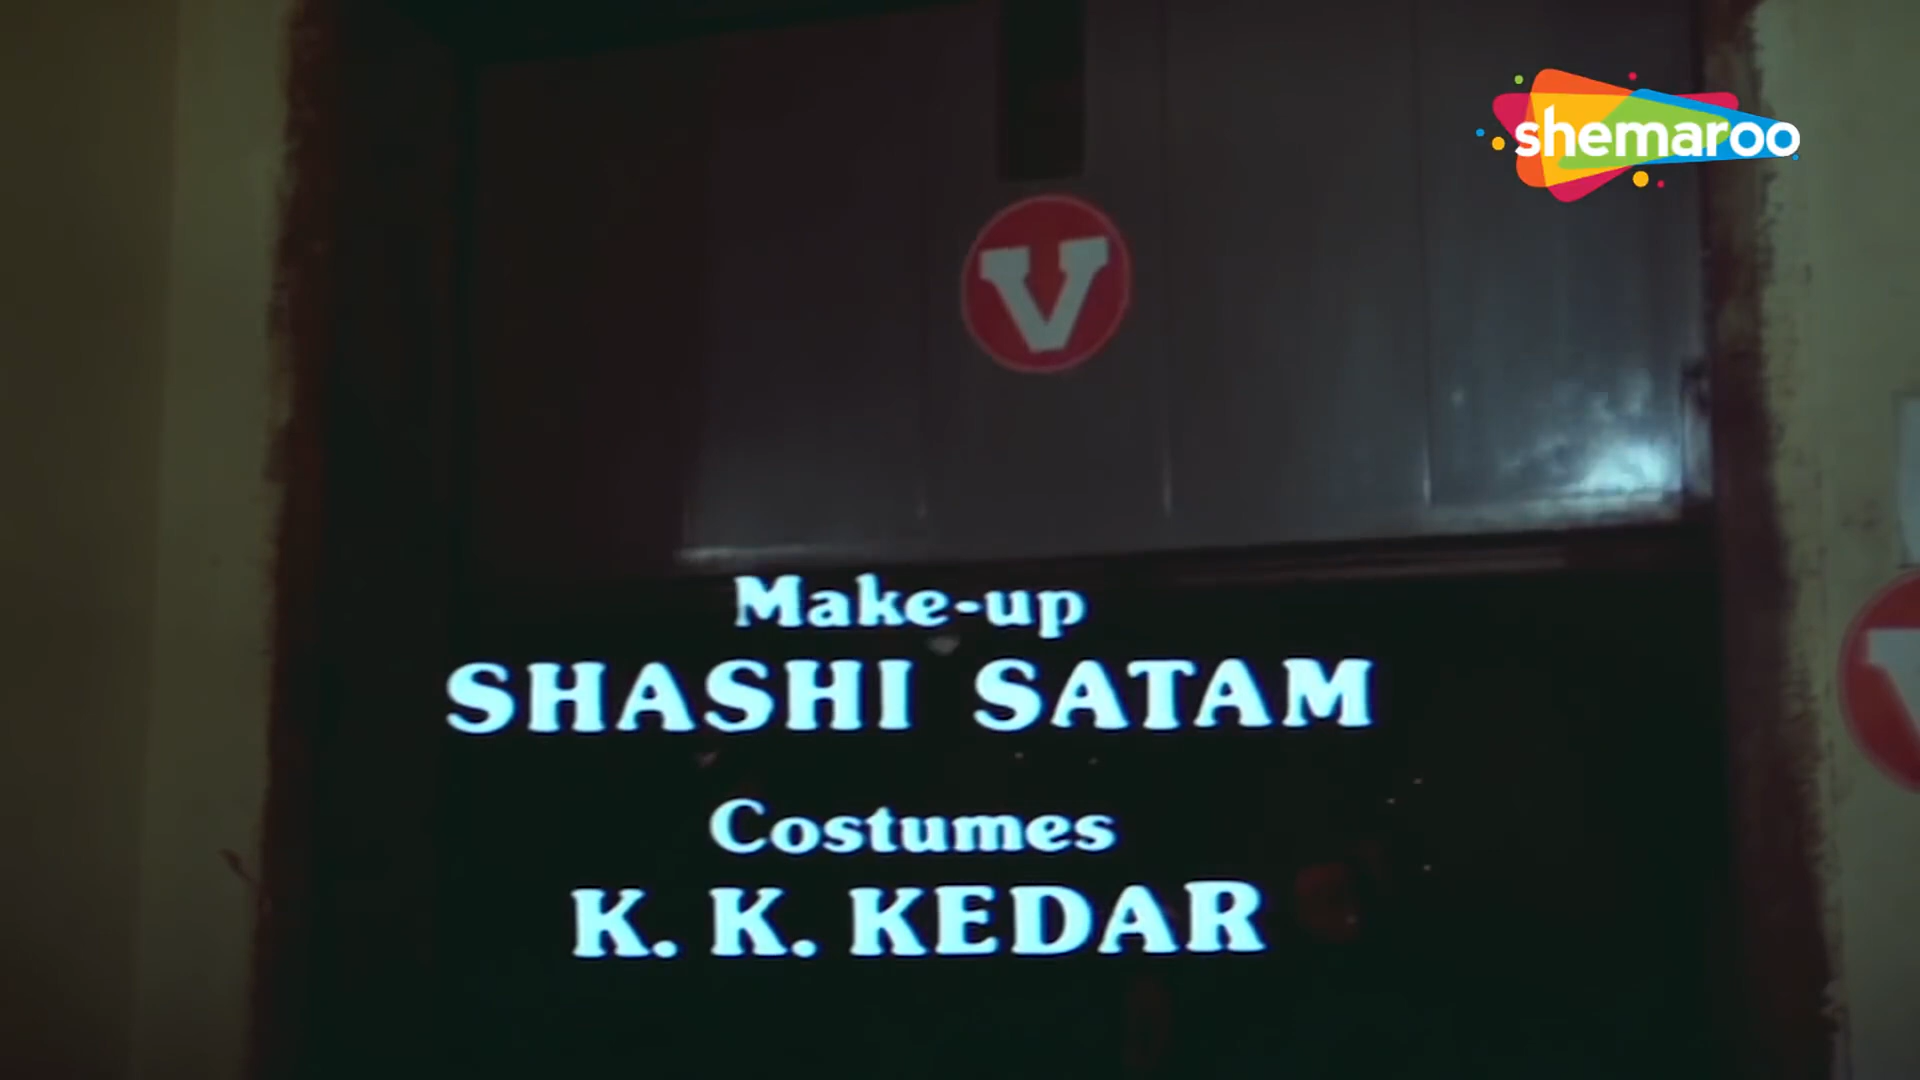 shemaroo
V
Make-up
SHASHI SATAM
Costumes
K. K. KEDAR